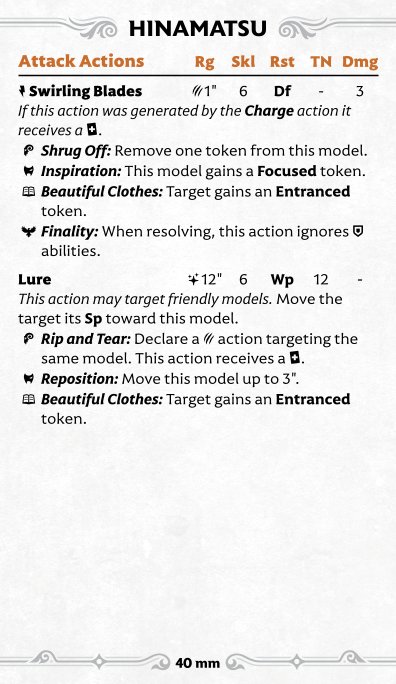 HINAMATSU
Attack Actions Rg Skl Rst TN Dmg
Swirling Blades 1" 6 Df - 3
If this action was generated by the Charge action it
receives a .
Shrug Off: Remove one token from this model.
Inspiration: This model gains a Focused token.
Beautiful Clothes: Target gains an Entranced
token.
Finality: When resolving, this action ignores
abilities.
Lure 12" 6 Wp 12 -
This action may target friendly models. Move the
target its Sp toward this model.
Rip and Tear: Declare a action targeting the
same model. This action receives a .
Reposition: Move this model up to 3".
Beautiful Clothes: Target gains an Entranced
token.
40 mm